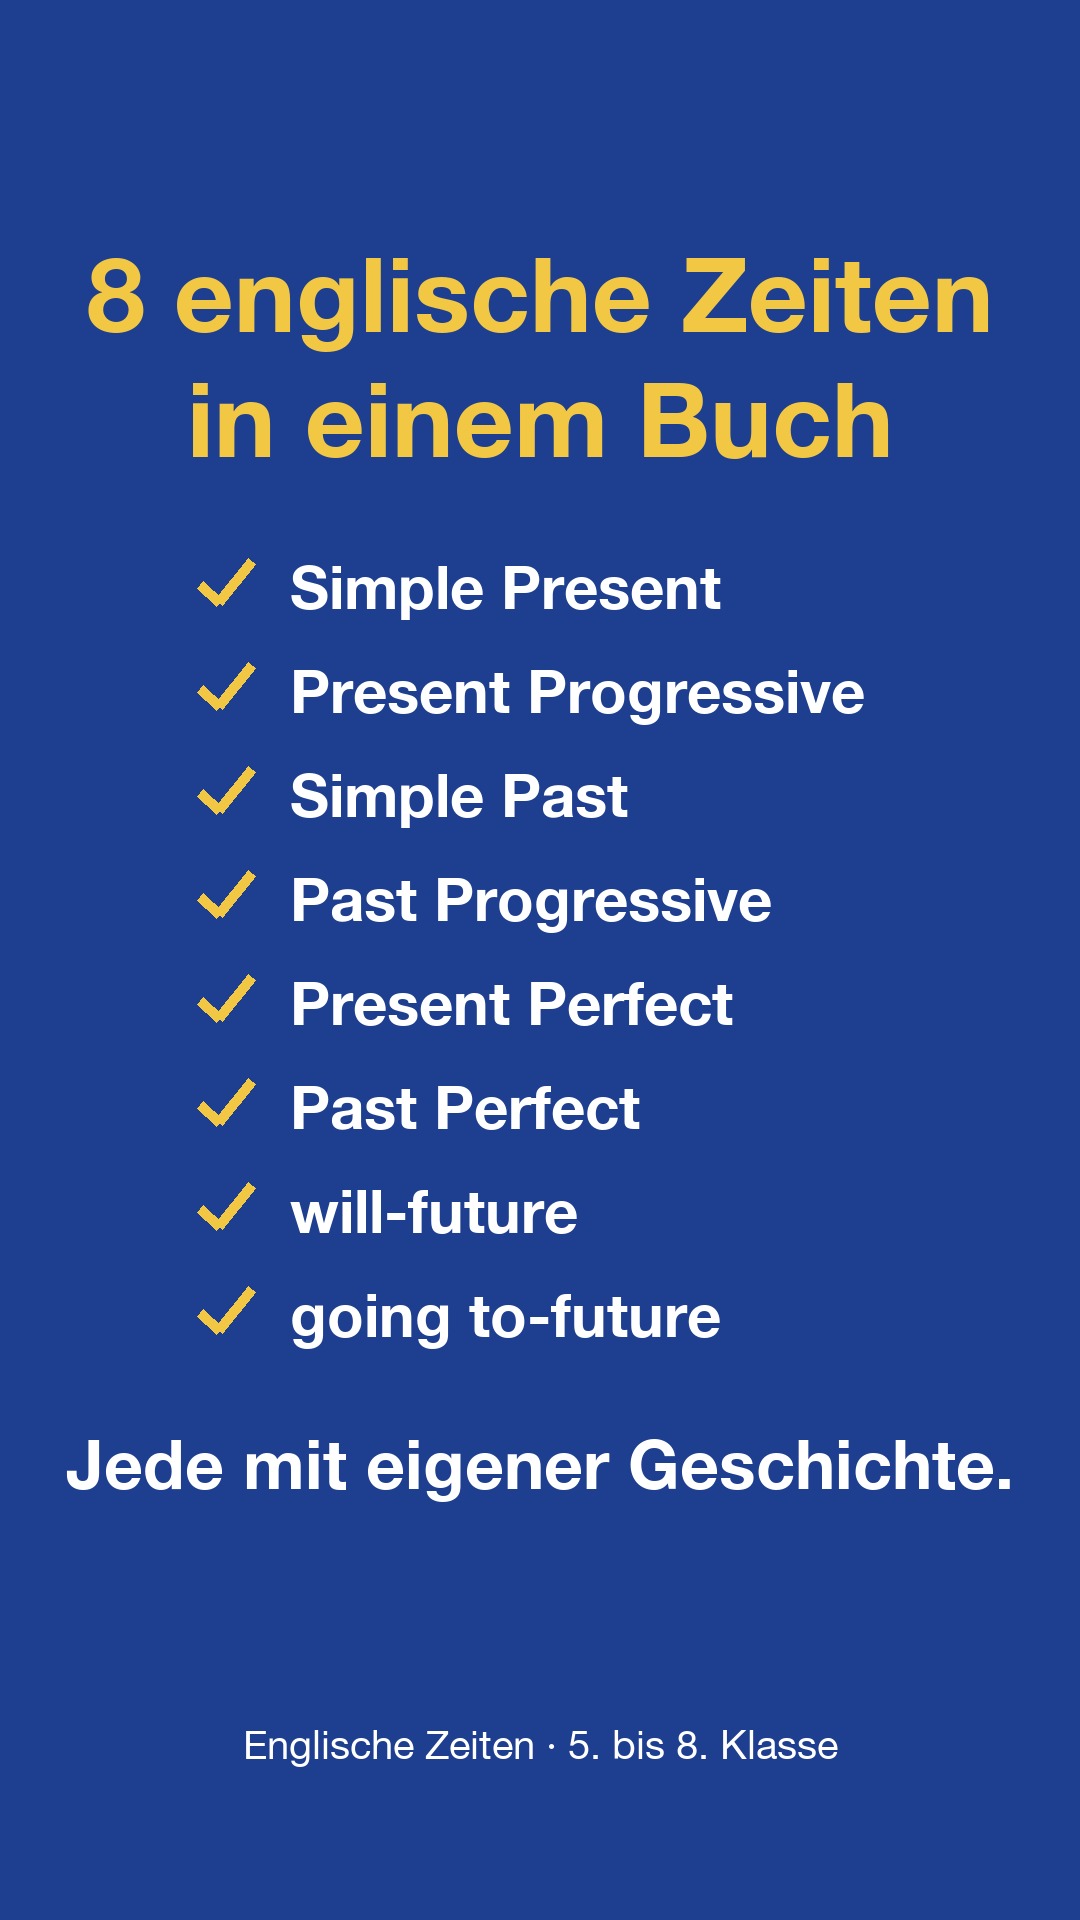 8 englische Zeiten
in einem Buch
Simple Present
Present Progressive
Simple Past
Past Progressive
Present Perfect
Past Perfect
will-future
going to-future
Jede mit eigener Geschichte.
Englische Zeiten · 5. bis 8. Klasse